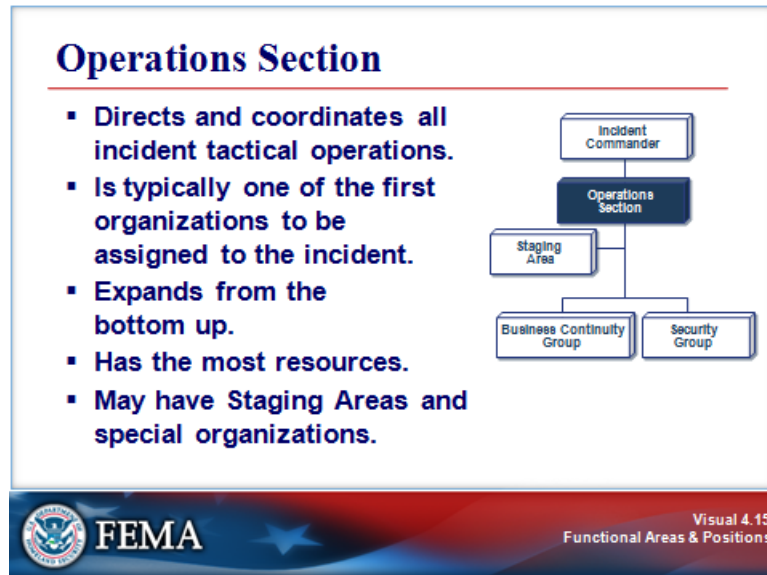 Operations Section
▪ Directs and coordinates all
incident tactical operations.
▪ Is typically one of the first
organizations to be
assigned to the incident.
▪ Expands from the
bottom up.
▪ Has the most resources.
▪ May have Staging Areas and
special organizations.
Incident
Commander
Operations
Section
Staging
Area
Business Continuity
Group
Security
Group
FEMA
Visual 4.15
Functional Areas & Positions